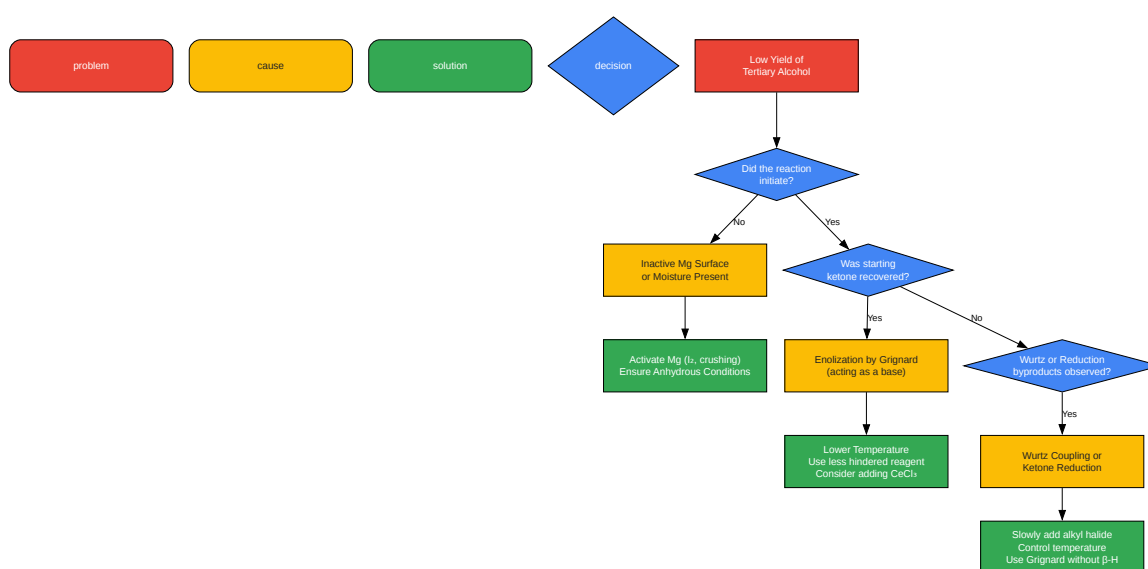 problem
cause
solution
decision
Low Yield of
Tertiary Alcohol
Did the reaction
initiate?
No
Yes
Inactive Mg Surface
or Moisture Present
Was starting
ketone recovered?
Yes
No
Activate Mg (I₂, crushing)
Ensure Anhydrous Conditions
Enolization by Grignard
(acting as a base)
Wurtz or Reduction
byproducts observed?
Yes
Lower Temperature
Use less hindered reagent
Consider adding CeCl₃
Wurtz Coupling or
Ketone Reduction
Slowly add alkyl halide
Control temperature
Use Grignard without β-H